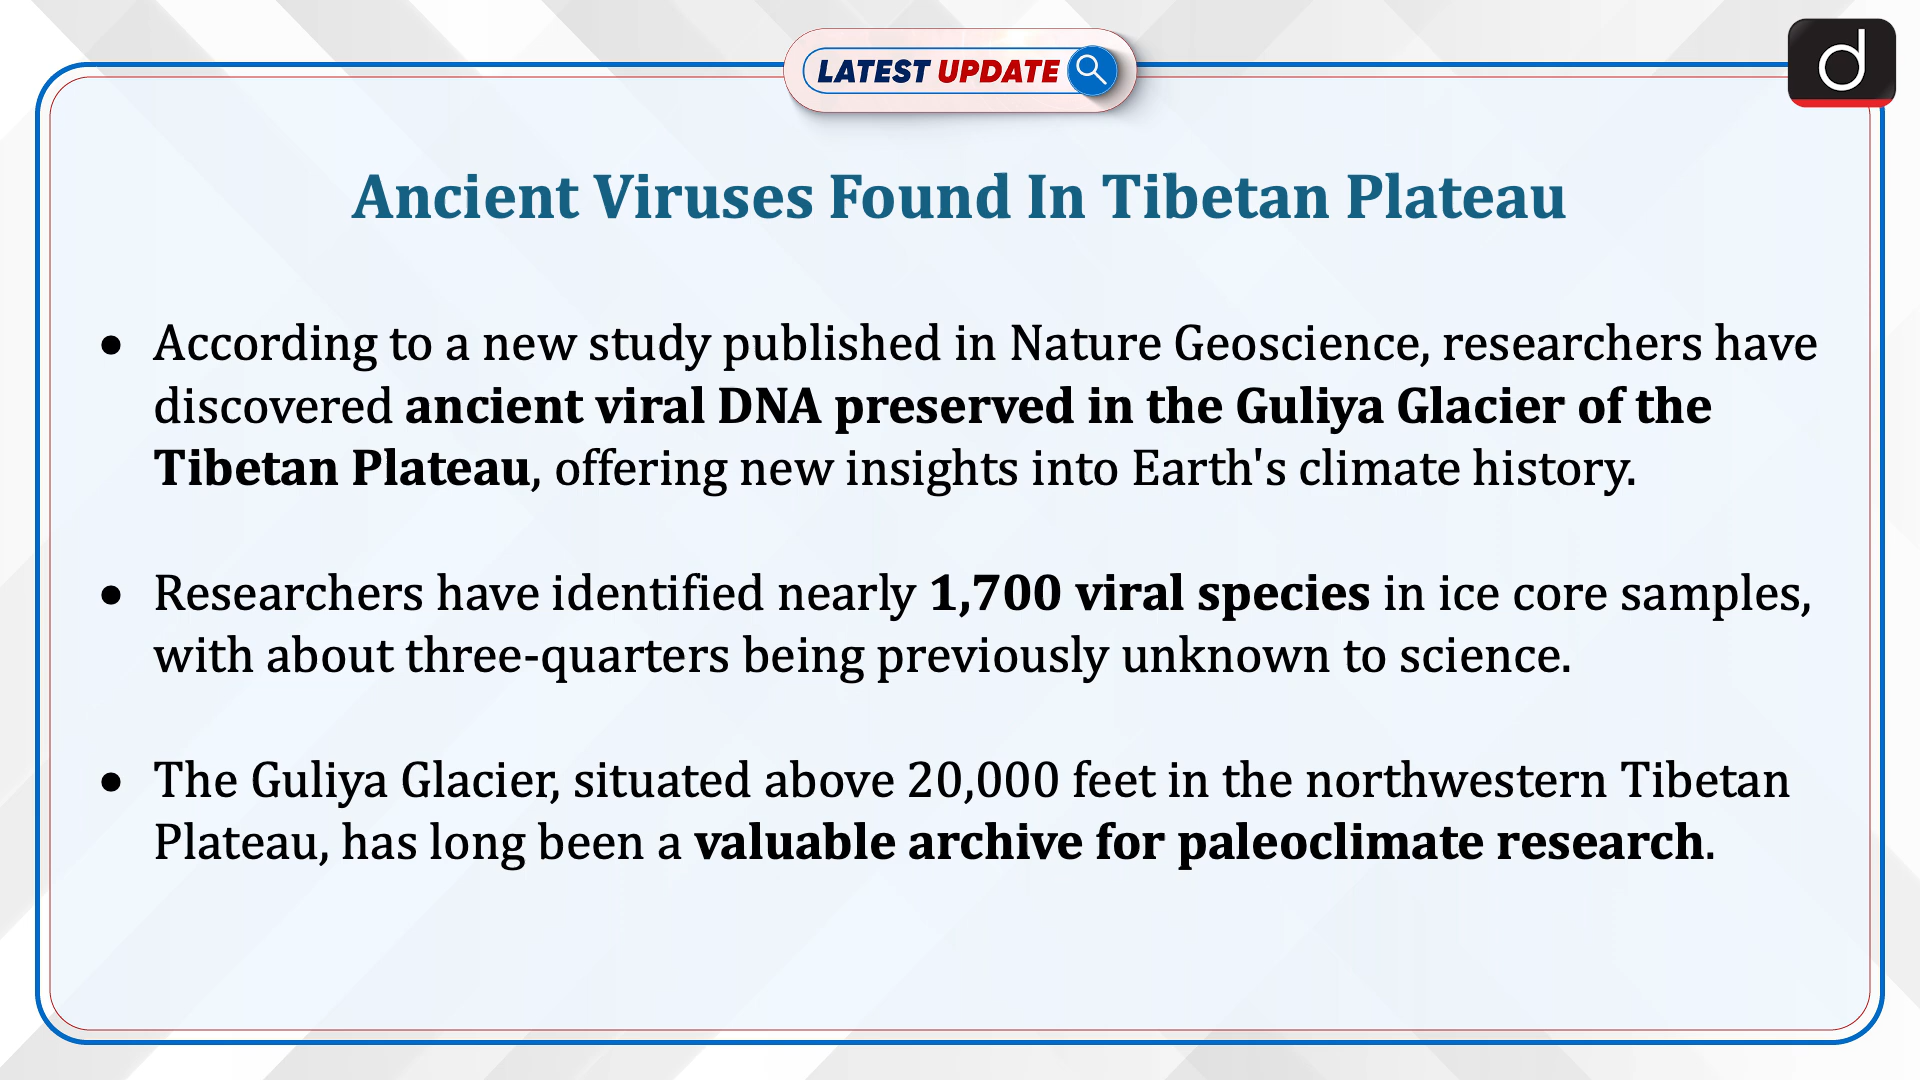 LATEST UPDATE
d
Ancient Viruses Found In Tibetan Plateau
• According to a new study published in Nature Geoscience, researchers have
discovered ancient viral DNA preserved in the Guliya Glacier of the
Tibetan Plateau, offering new insights into Earth's climate history.
• Researchers have identified nearly 1,700 viral species in ice core samples,
with about three-quarters being previously unknown to science.
• The Guliya Glacier, situated above 20,000 feet in the northwestern Tibetan
Plateau, has long been a valuable archive for paleoclimate research.